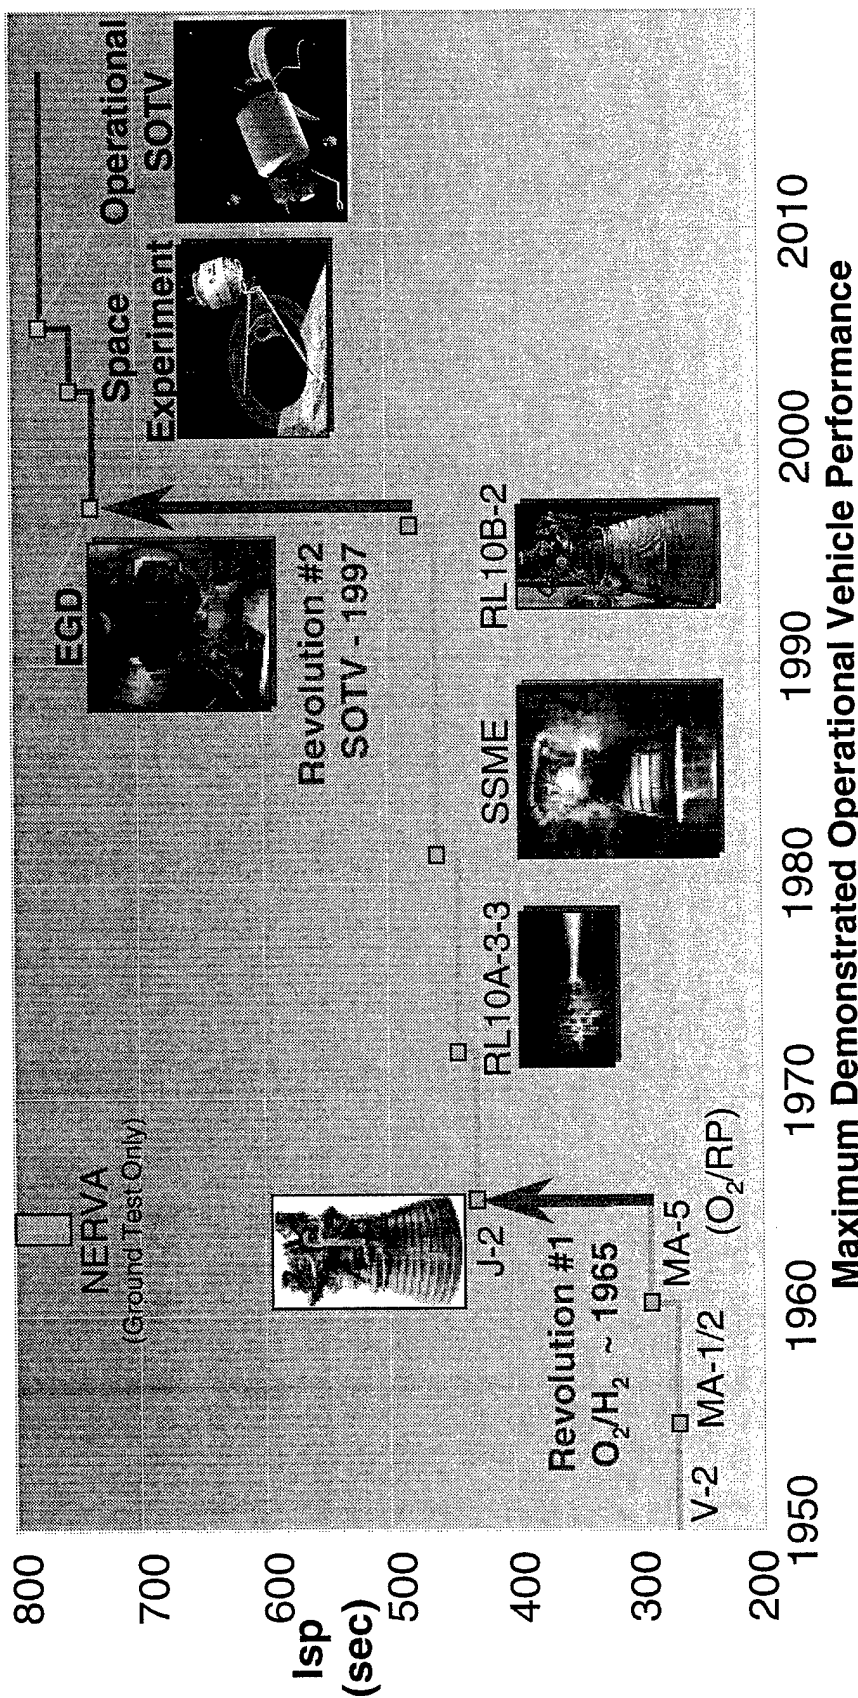 800
700
600
500
400
300
200
Isp
(sec)
NERVA
(Ground Test Only)
EGD
Space
Experiment
Operational
SOTV
Revolution #2
SOTV - 1997
J-2
Revolution #1
O₂/H₂ ~ 1965
RL10A-3-3
SSME
RL10B-2
V-2
MA-1/2
MA-5
(O₂/RP)
1950
1960
1970
1980
1990
2000
2010
Maximum Demonstrated Operational Vehicle Performance